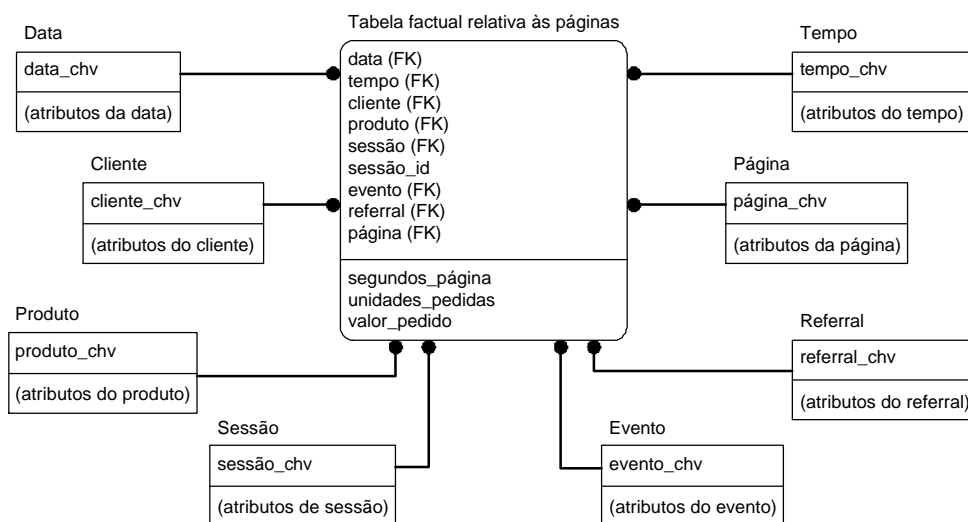 Tabela factual relativa às páginas
Data
data_chv
(atributos da data)
Cliente
cliente_chv
(atributos do cliente)
Produto
produto_chv
(atributos do produto)
Sessão
sessão_chv
(atributos de sessão)
data (FK)
tempo (FK)
cliente (FK)
produto (FK)
sessão (FK)
sessão_id
evento (FK)
referral (FK)
página (FK)
segundos_página
unidades_pedidas
valor_pedido
Tempo
tempo_chv
(atributos do tempo)
Página
página_chv
(atributos da página)
Referral
referral_chv
(atributos do referral)
Evento
evento_chv
(atributos do evento)